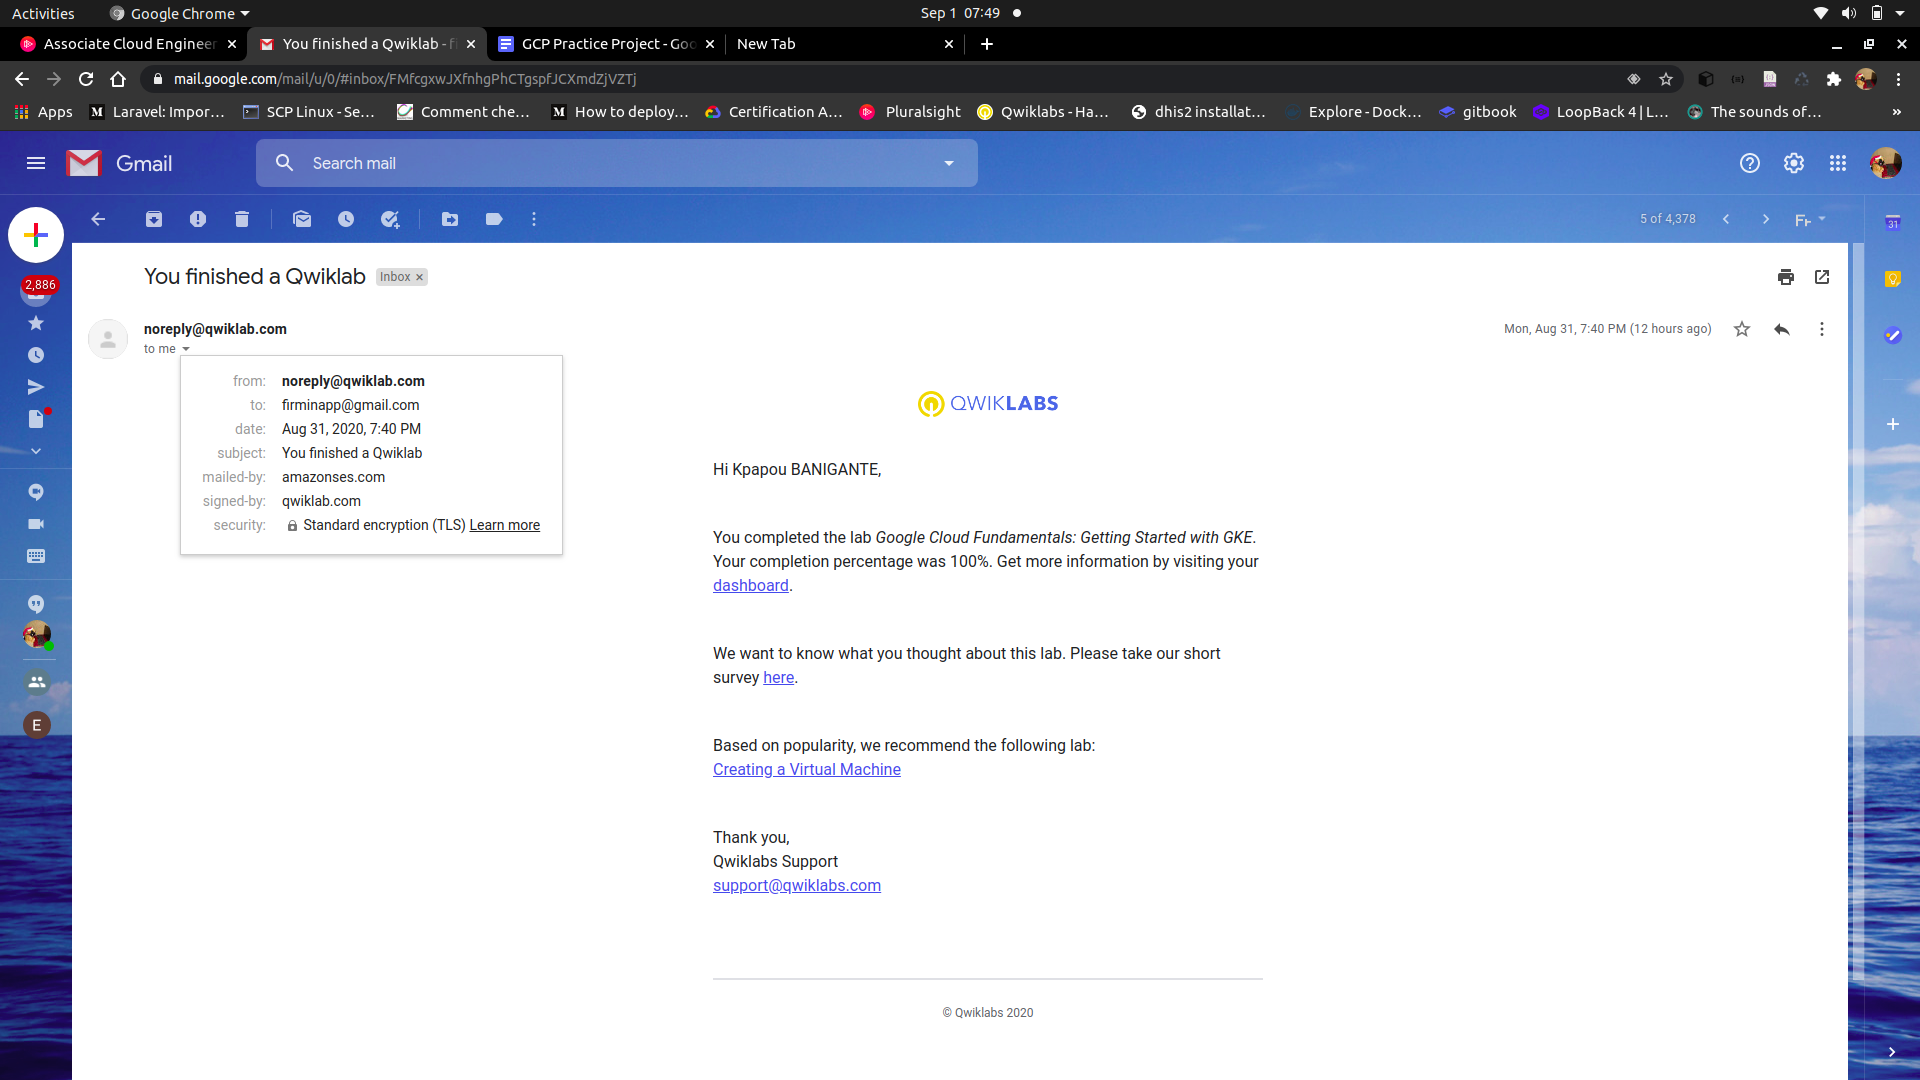 Activities
Google Chrome
Sep 1 07:49
Associate Cloud Engineer
You finished a Qwiklab - fi
GCP Practice Project - Goo
New Tab
mail.google.com/mail/u/0/#inbox/FMfcgxwJXfnhgPhCTgspfJCXmdZjVZTj
Apps
Laravel: Impor...
SCP Linux - Se...
Comment che...
How to deploy...
Certification A...
Pluralsight
Qwiklabs - Ha...
dhis2 installat...
Explore - Dock...
gitbook
LoopBack 4 | L...
The sounds of...
»
Gmail
Search mail
5 of 4,378
31
2,886
You finished a Qwiklab
Inbox ×
noreply@qwiklab.com
Mon, Aug 31, 7:40 PM (12 hours ago)
to me
from: noreply@qwiklab.com
to: firminapp@gmail.com
date: Aug 31, 2020, 7:40 PM
subject: You finished a Qwiklab
mailed-by: amazonses.com
signed-by: qwiklab.com
security: Standard encryption (TLS) Learn more
QWIKLABS
Hi Kpapou BANIGANTE,
You completed the lab Google Cloud Fundamentals: Getting Started with GKE.
Your completion percentage was 100%. Get more information by visiting your
dashboard.
We want to know what you thought about this lab. Please take our short
survey here.
Based on popularity, we recommend the following lab:
Creating a Virtual Machine
Thank you,
Qwiklabs Support
support@qwiklabs.com
E
© Qwiklabs 2020